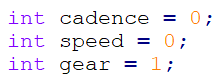 int cadence = 0;
int speed = 0;
int gear = 1;